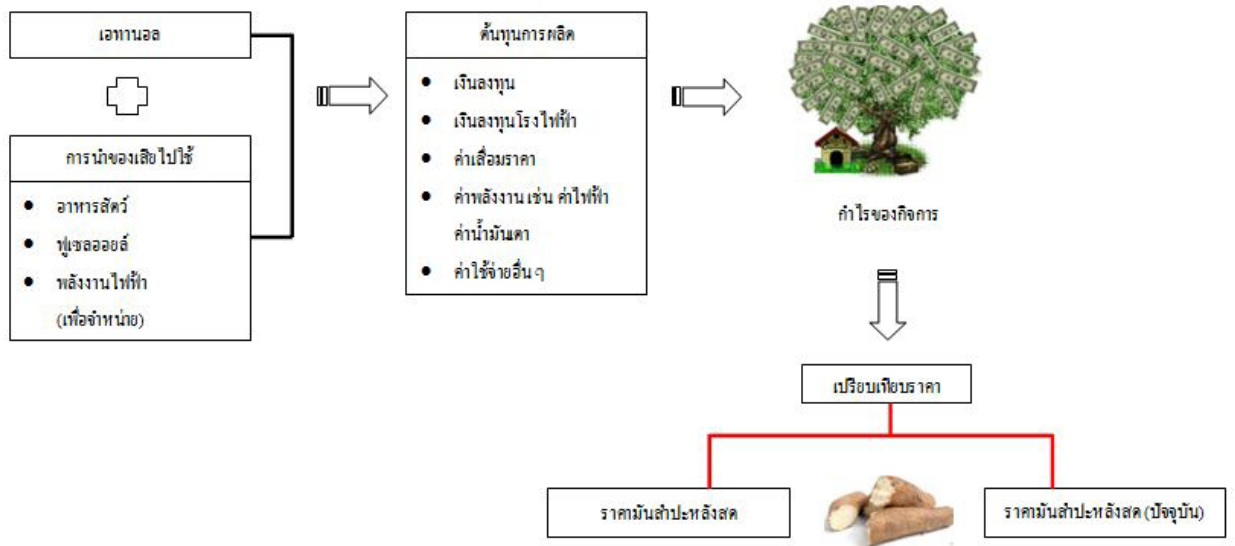 เอทานอล
การนำของเสียไปใช้
อาหารสัตว์
ฟูเซลออยล์
พลังงานไฟฟ้า
(เพื่อจำหน่าย)
ต้นทุนการผลิต
เงินลงทุน
เงินลงทุนโรงไฟฟ้า
ค่าเสื่อมราคา
ค่าพลังงาน เช่น ค่าไฟฟ้า
ค่าน้ำมันเตา
ค่าใช้จ่ายอื่น ๆ
กำไรของกิจการ
เปรียบเทียบราคา
ราคามันสำปะหลังสด
ราคามันสำปะหลังสด (ปัจจุบัน)